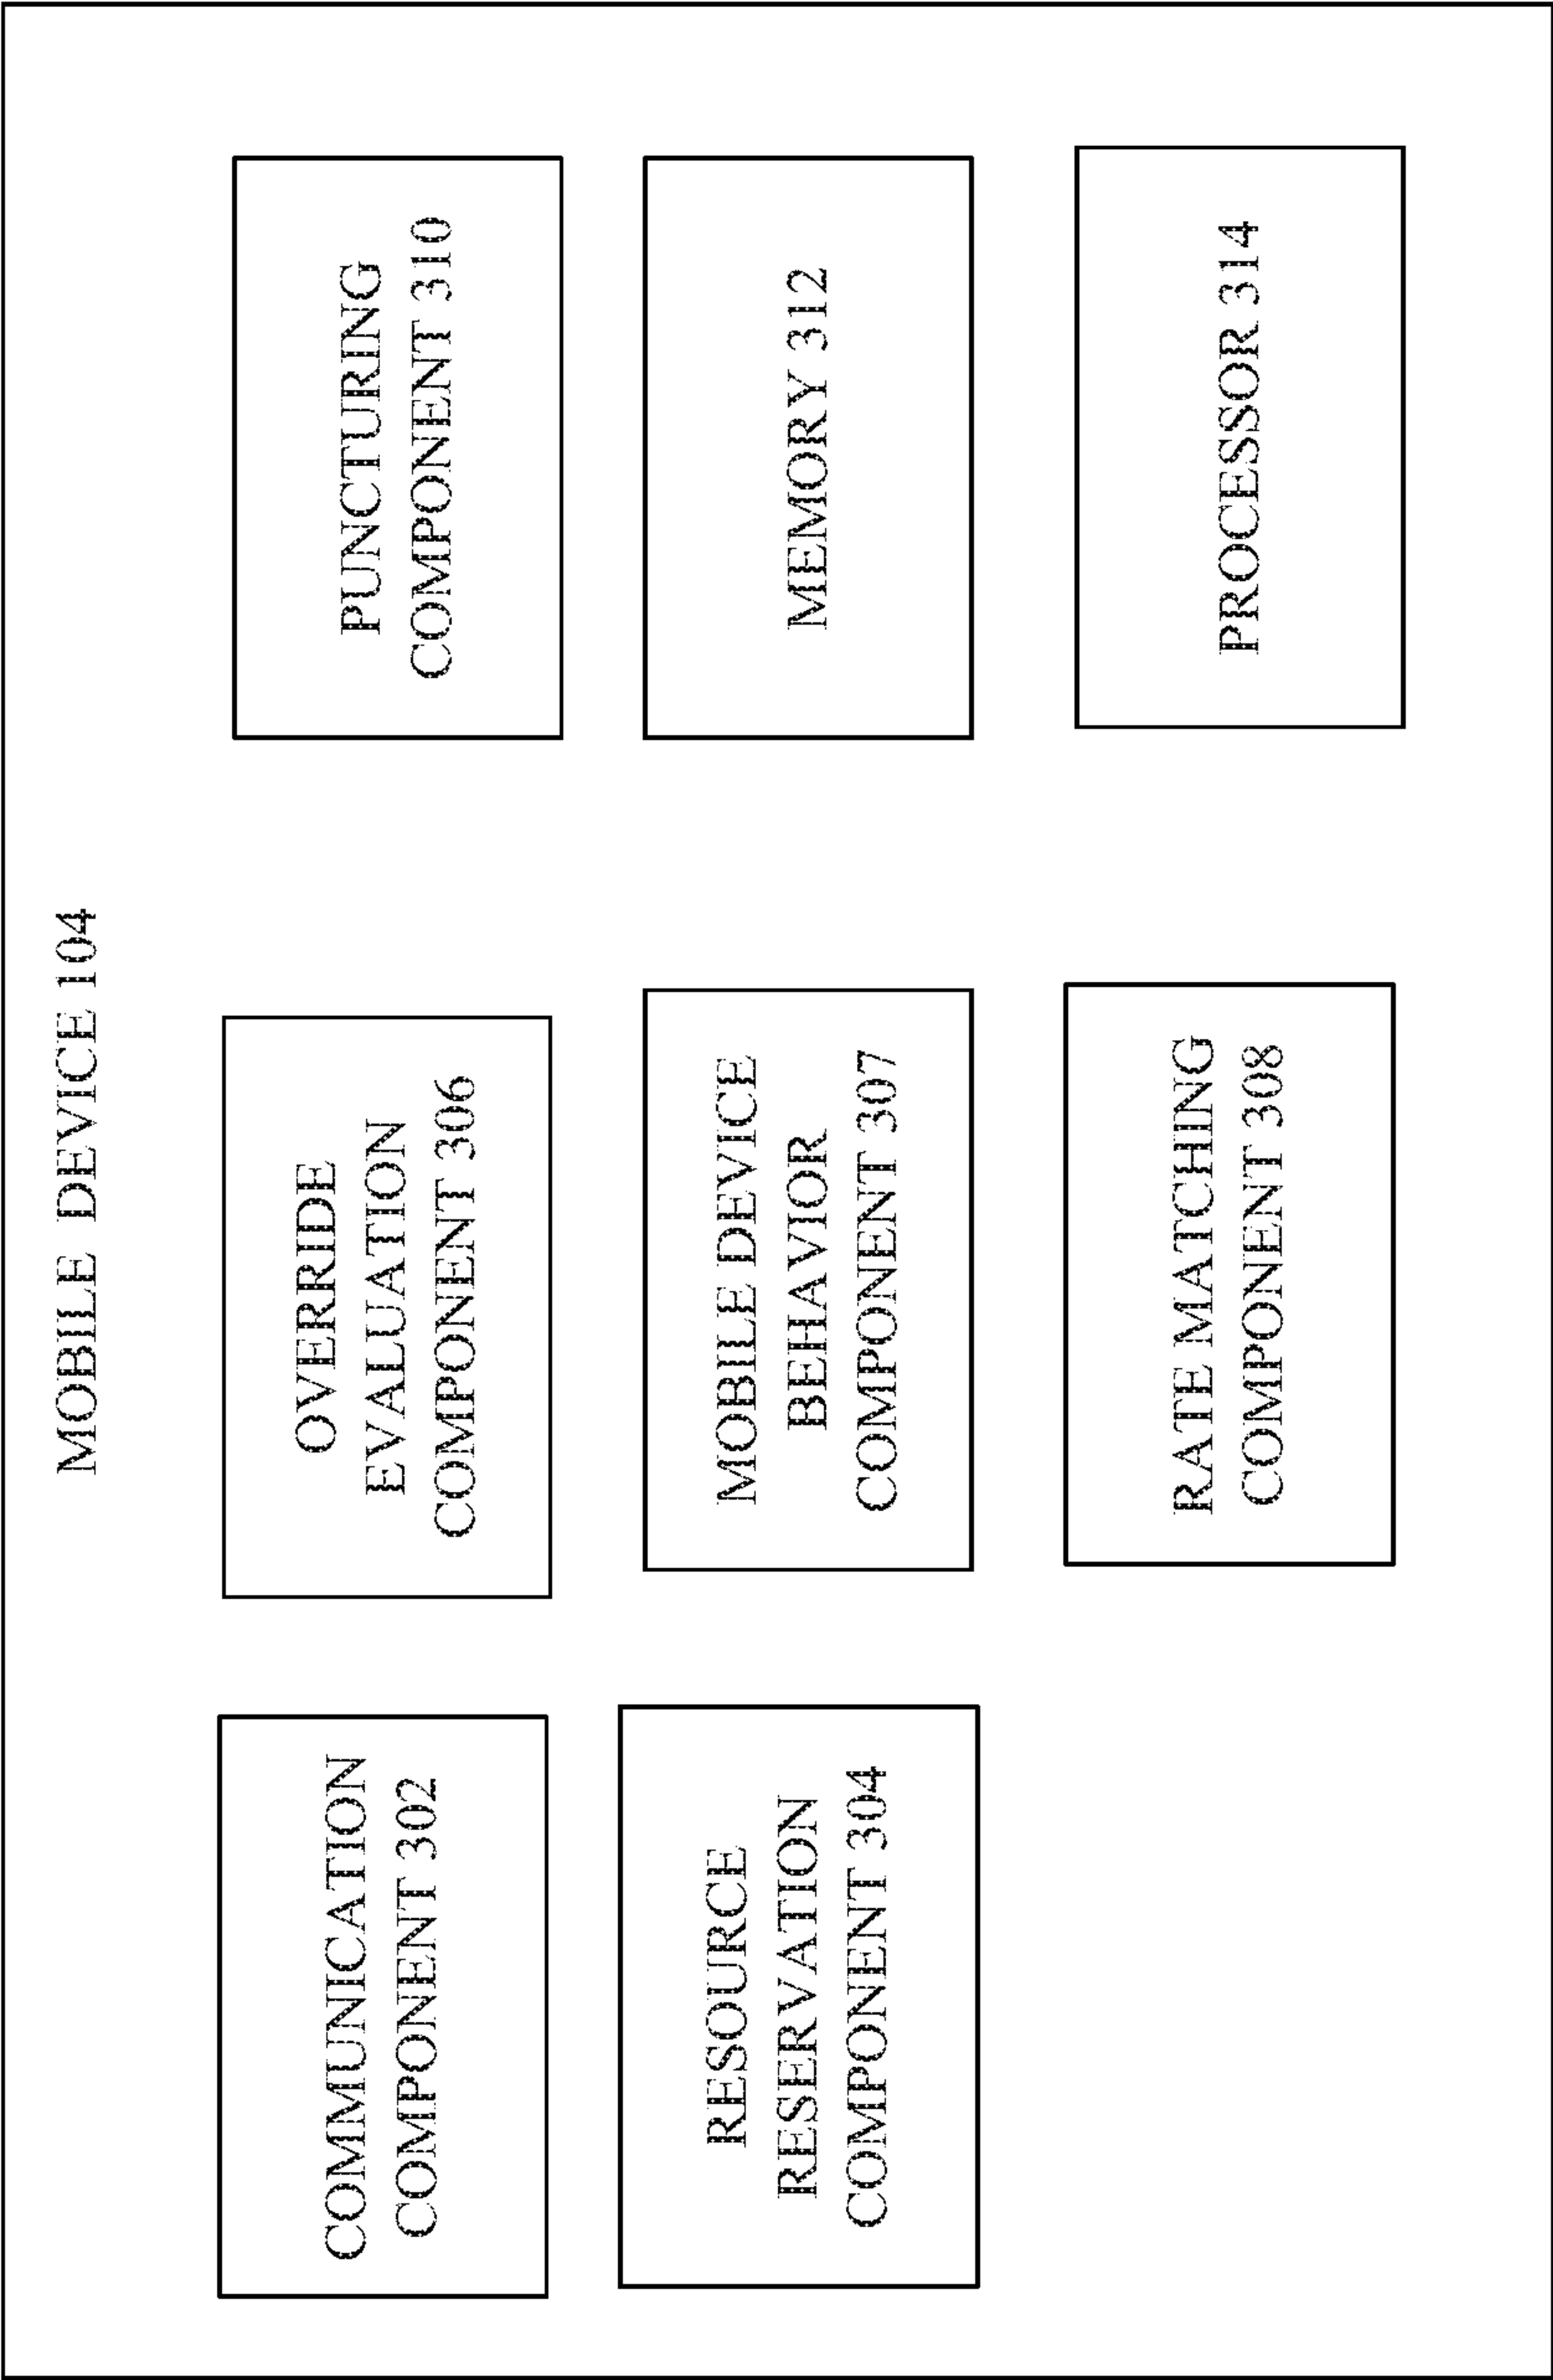 MOBILE DEVICE 104
COMMUNICATION
COMPONENT 302
OVERRIDE
EVALUATION
COMPONENT 306
PUNCTURING
COMPONENT 310
RESOURCE
RESERVATION
COMPONENT 304
MOBILE DEVICE
BEHAVIOR
COMPONENT 307
MEMORY 312
RATE MATCHING
COMPONENT 308
PROCESSOR 314